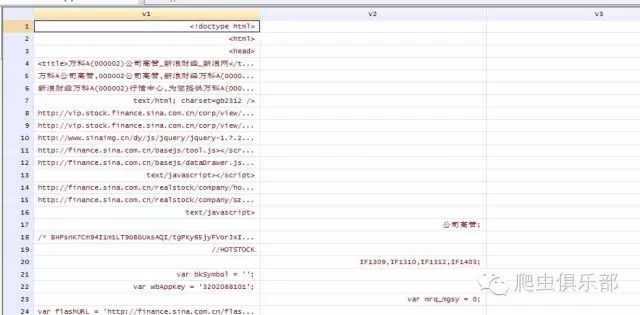 v1 v2 v3
1 <!doctype html>
2 <html>
3 <head>
4 <title>万科A(000002)公司高管_新浪财经_新浪网</t...
5 万科A公司高管,000002公司高管,新浪财经万科A(0000...
6 新浪财经万科A(000002)行情中心,为您提供万科A(000...
7 text/html; charset=gb2312 />
8 http://vip.stock.finance.sina.com.cn/corp/view/...
9 http://vip.stock.finance.sina.com.cn/corp/view/...
10 http://www.sinaimg.cn/dy/js/jquery/jquery-1.7.2...
11 http://finance.sina.com.cn/basejs/tool.js></scr...
12 http://finance.sina.com.cn/basejs/dataDrawer.js...
13 text/javascript></script>
14 http://finance.sina.com.cn/realstock/company/ho...
15 http://finance.sina.com.cn/realstock/company/sz...
16 text/javascript>
17 公司高管;
18
19 //HOTSTOCK
20 IF1309,IF1310,IF1312,IF1403;
21 var bkSymbol = '';
22 var wbAppKey = '3202088101';
23 var mrq_mgsy = 0;
24 var flashURL = 'http://finance.sina.com.cn/flas...
爬虫俱乐部